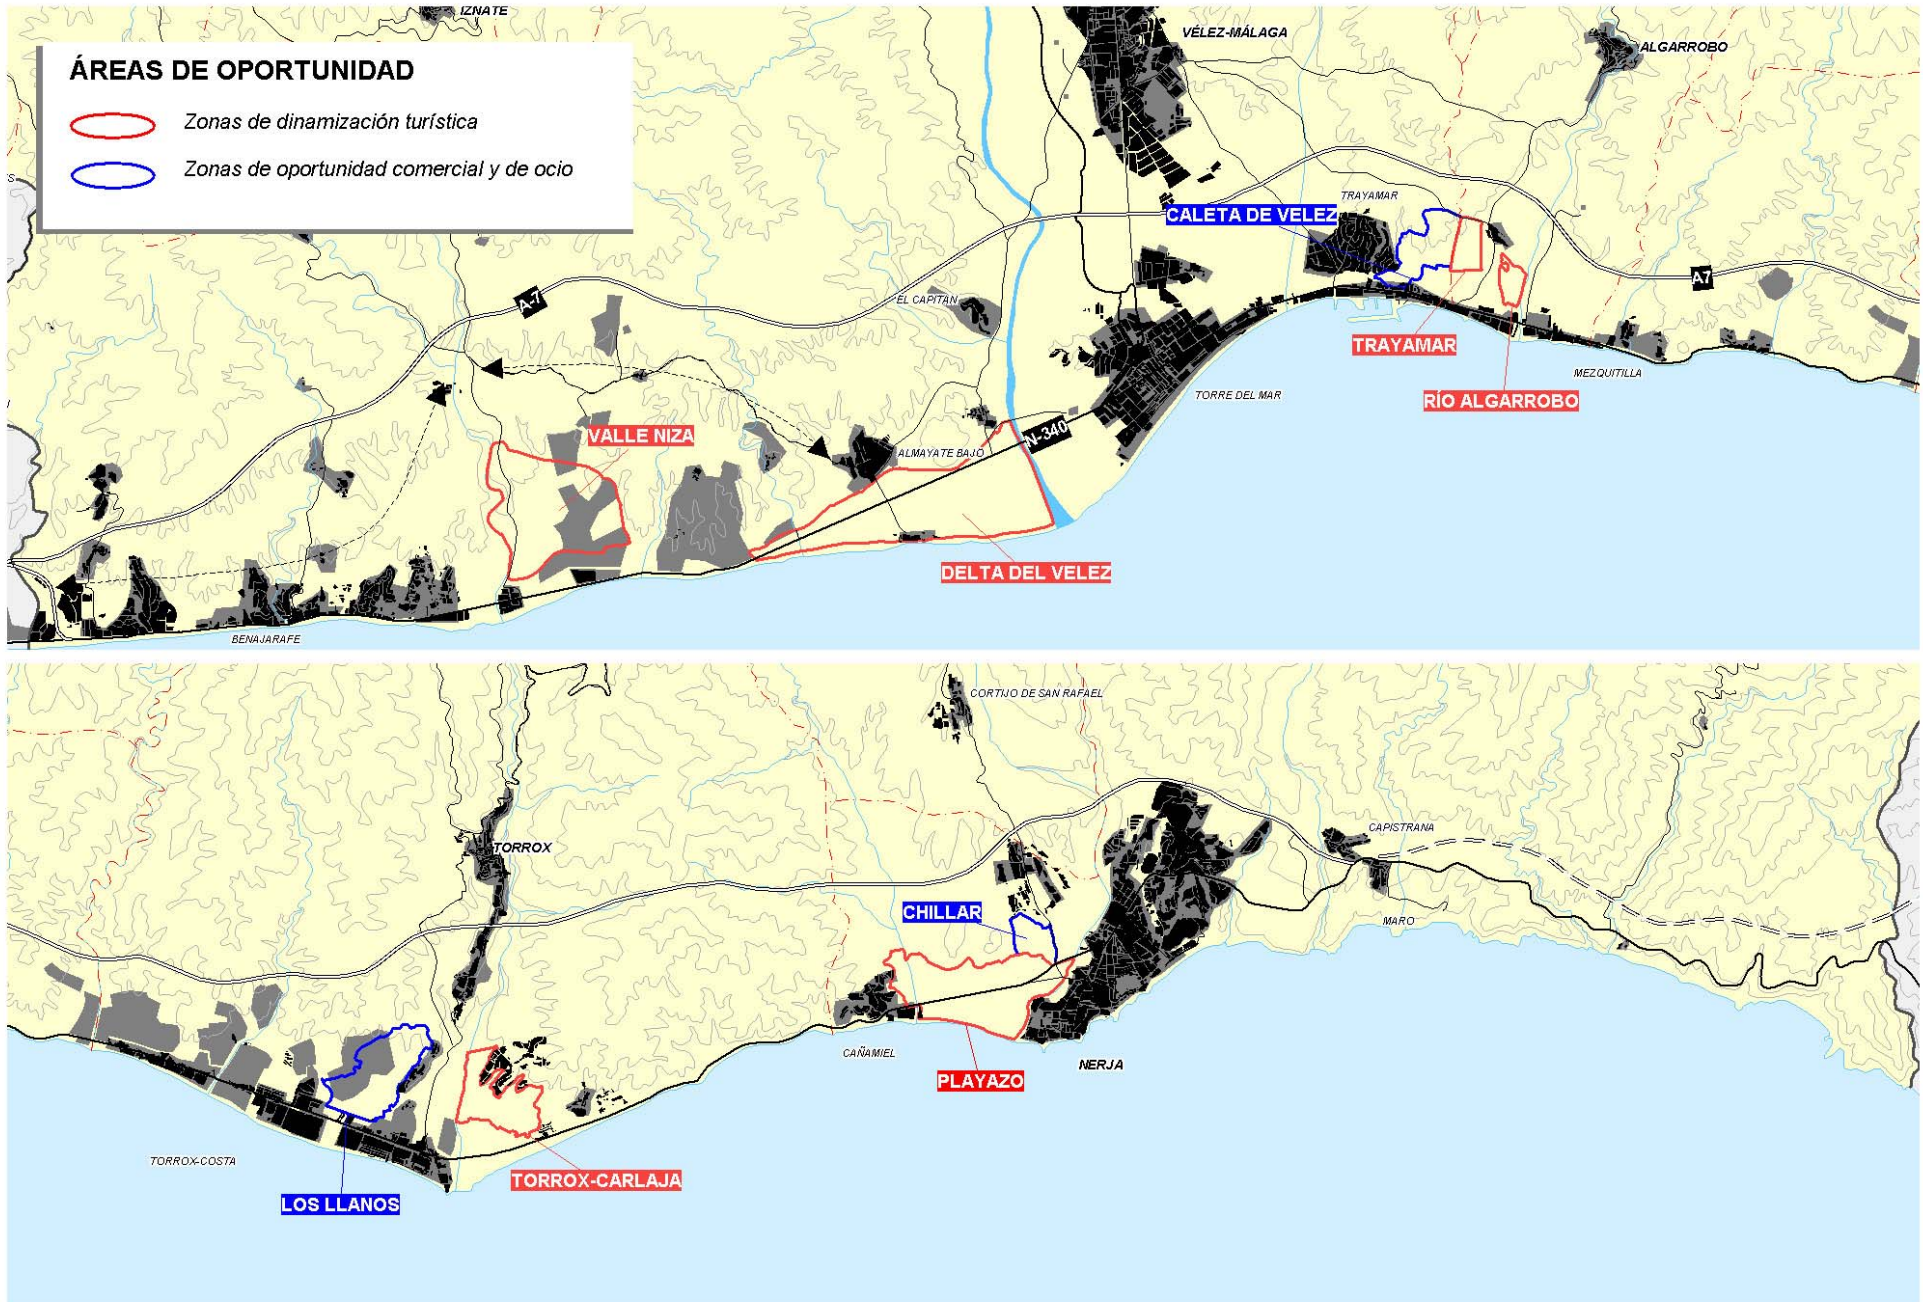 IZNATE
VÉLEZ-MÁLAGA
ALGARROBO
ÁREAS DE OPORTUNIDAD
Zonas de dinamización turística
Zonas de oportunidad comercial y de ocio
TRAYAMAR
CALETA DE VELEZ
A-7
A7
EL CAPITÁN
TRAYAMAR
MEZQUITILLA
TORRE DEL MAR
RÍO ALGARROBO
VALLE NIZA
N-340
ALMAYATE BAJO
DELTA DEL VELEZ
BENAJARAFE
CORTIJO DE SAN RAFAEL
TORROX
CAPISTRANA
CHILLAR
MARO
CAÑAMIEL
NERJA
PLAYAZO
TORROX-COSTA
TORROX-CARLAJA
LOS LLANOS